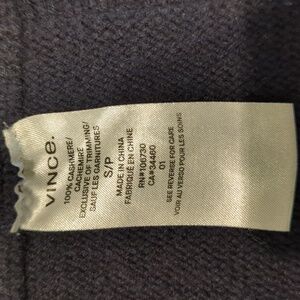 VINCE.
100% CASHMERE/
CACHEMIRE
EXCLUSIVE OF TRIMMING/
SAUF LES GARNITURES
S/P
MADE IN CHINA
FABRIQUÉ EN CHINE
RN#106730
CA#34460
01
SEE REVERSE FOR CARE
VOIR AU VERSO POUR LES SOINS